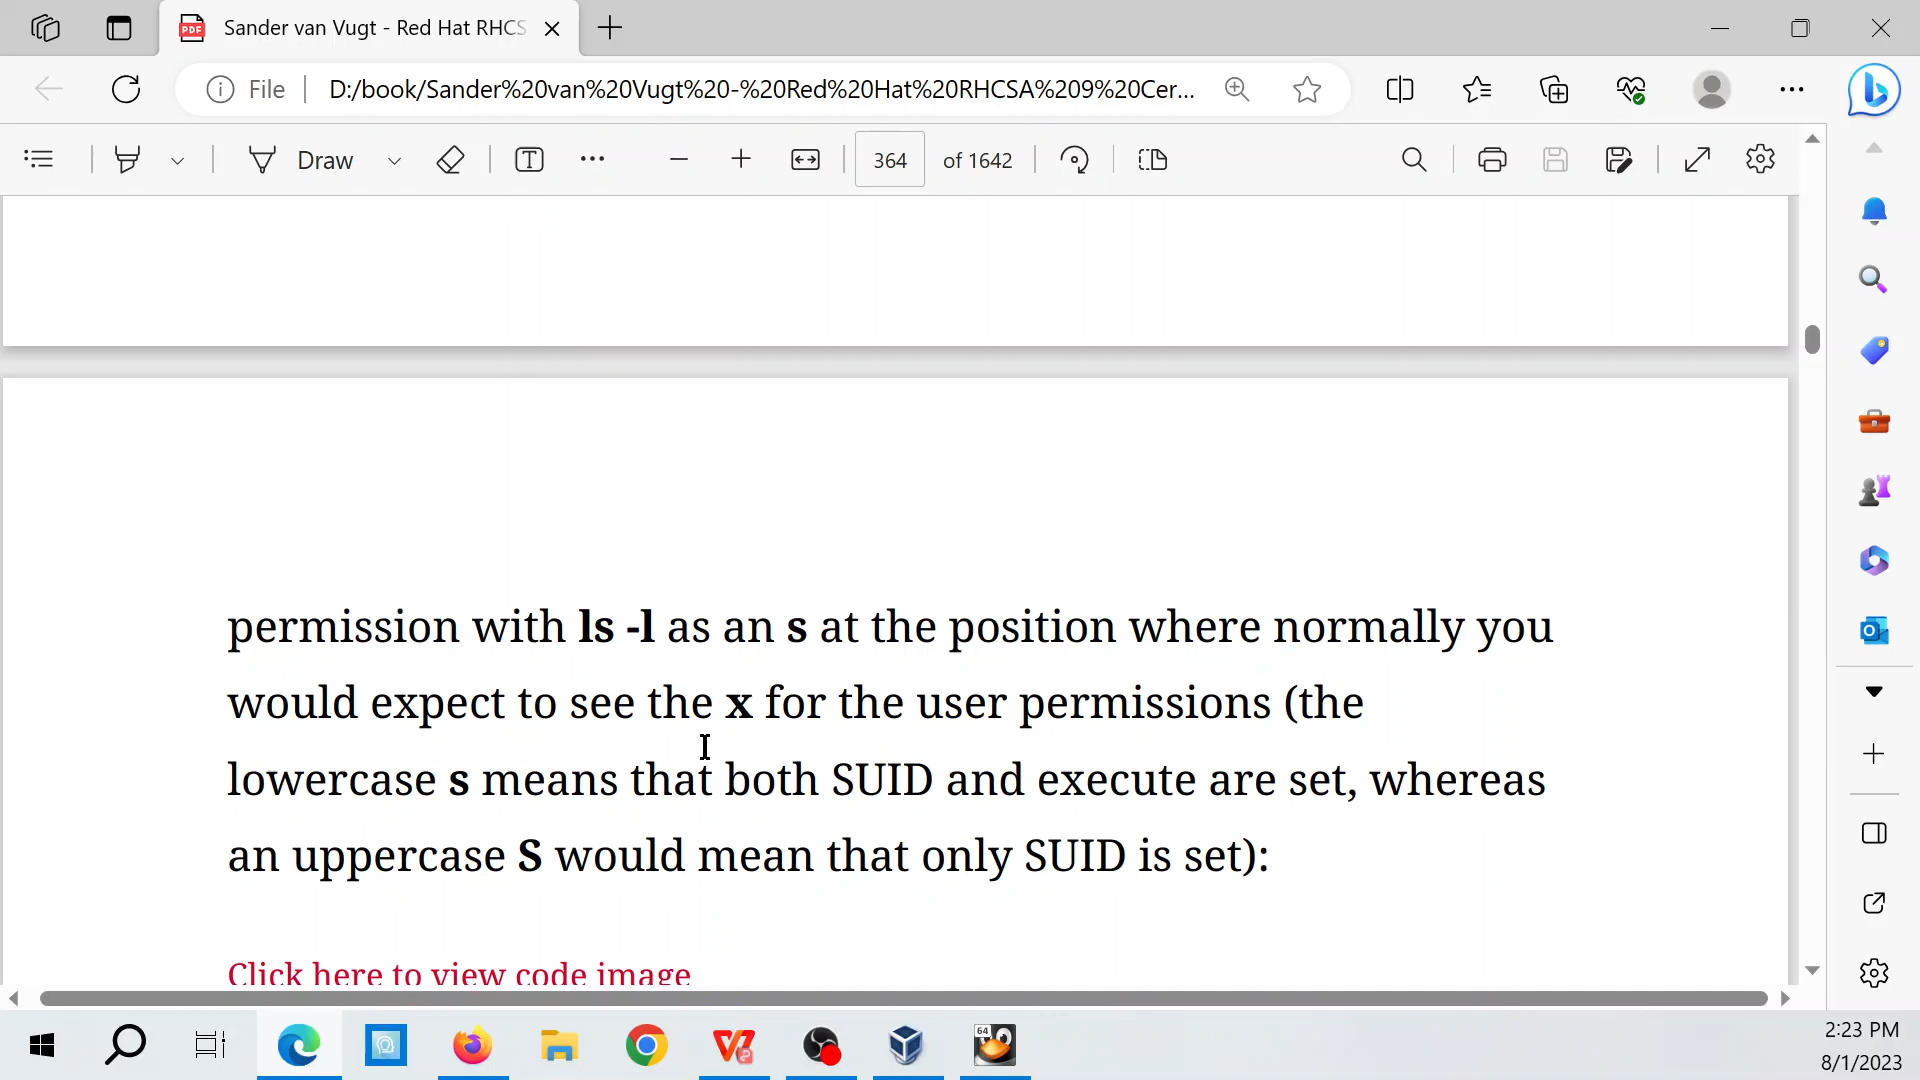 Sander van Vugt - Red Hat RHCS
File
D:/book/Sander%20van%20Vugt%20-%20Red%20Hat%20RHCSA%209%20Cer...
Draw
364 of 1642
permission with ls -l as an s at the position where normally you
would expect to see the x for the user permissions (the
lowercase s means that both SUID and execute are set, whereas
an uppercase S would mean that only SUID is set):
Click here to view code image
2:23 PM
8/1/2023